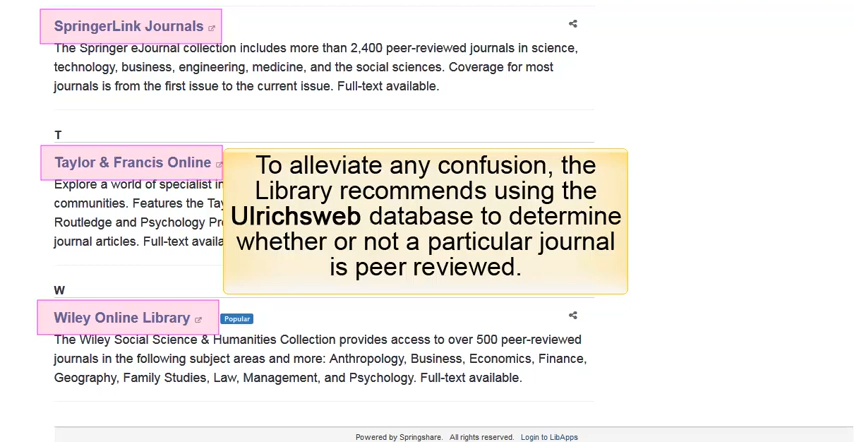 SpringerLink Journals
The Springer eJournal collection includes more than 2,400 peer-reviewed journals in science,
technology, business, engineering, medicine, and the social sciences. Coverage for most
journals is from the first issue to the current issue. Full-text available.
T
Taylor & Francis Online
Explore a world of specialist in
communities. Features the Tay
Routledge and Psychology Pr
journal articles. Full-text availa
To alleviate any confusion, the
Library recommends using the
Ulrichsweb database to determine
whether or not a particular journal
is peer reviewed.
W
Wiley Online Library Popular
The Wiley Social Science & Humanities Collection provides access to over 500 peer-reviewed
journals in the following subject areas and more: Anthropology, Business, Economics, Finance,
Geography, Family Studies, Law, Management, and Psychology. Full-text available.
Powered by Springshare. All rights reserved. Login to LibApps